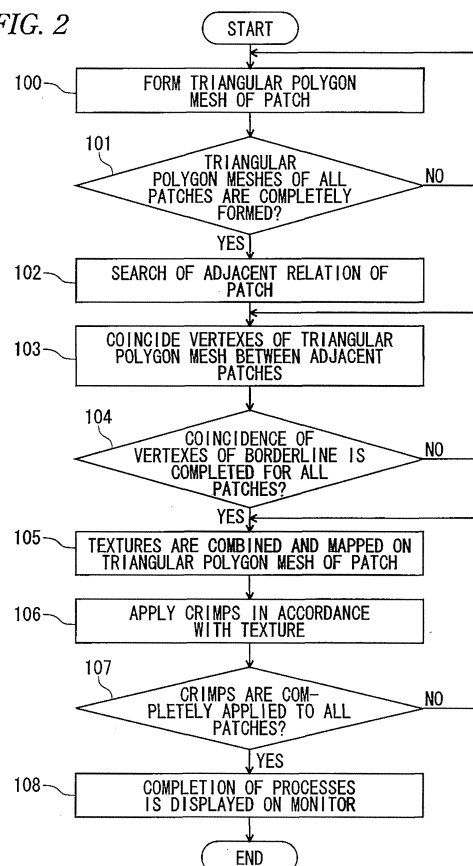 FIG. 2
START
100
FORM TRIANGULAR POLYGON
MESH OF PATCH
101
TRIANGULAR
POLYGON MESHES OF ALL
PATCHES ARE COMPLETELY
FORMED?
NO
YES
102
SEARCH OF ADJACENT RELATION OF
PATCH
103
COINCIDE VERTEXES OF TRIANGULAR
POLYGON MESH BETWEEN ADJACENT
PATCHES
104
COINCIDENCE OF
VERTEXES OF BORDERLINE IS
COMPLETED FOR ALL
PATCHES?
NO
YES
105
TEXTURES ARE COMBINED AND MAPPED ON
TRIANGULAR POLYGON MESH OF PATCH
106
APPLY CRIMPS IN ACCORDANCE
WITH TEXTURE
107
CRIMPS ARE COM-
PLETELY APPLIED TO ALL
PATCHES?
NO
YES
108
COMPLETION OF PROCESSES
IS DISPLAYED ON MONITOR
END